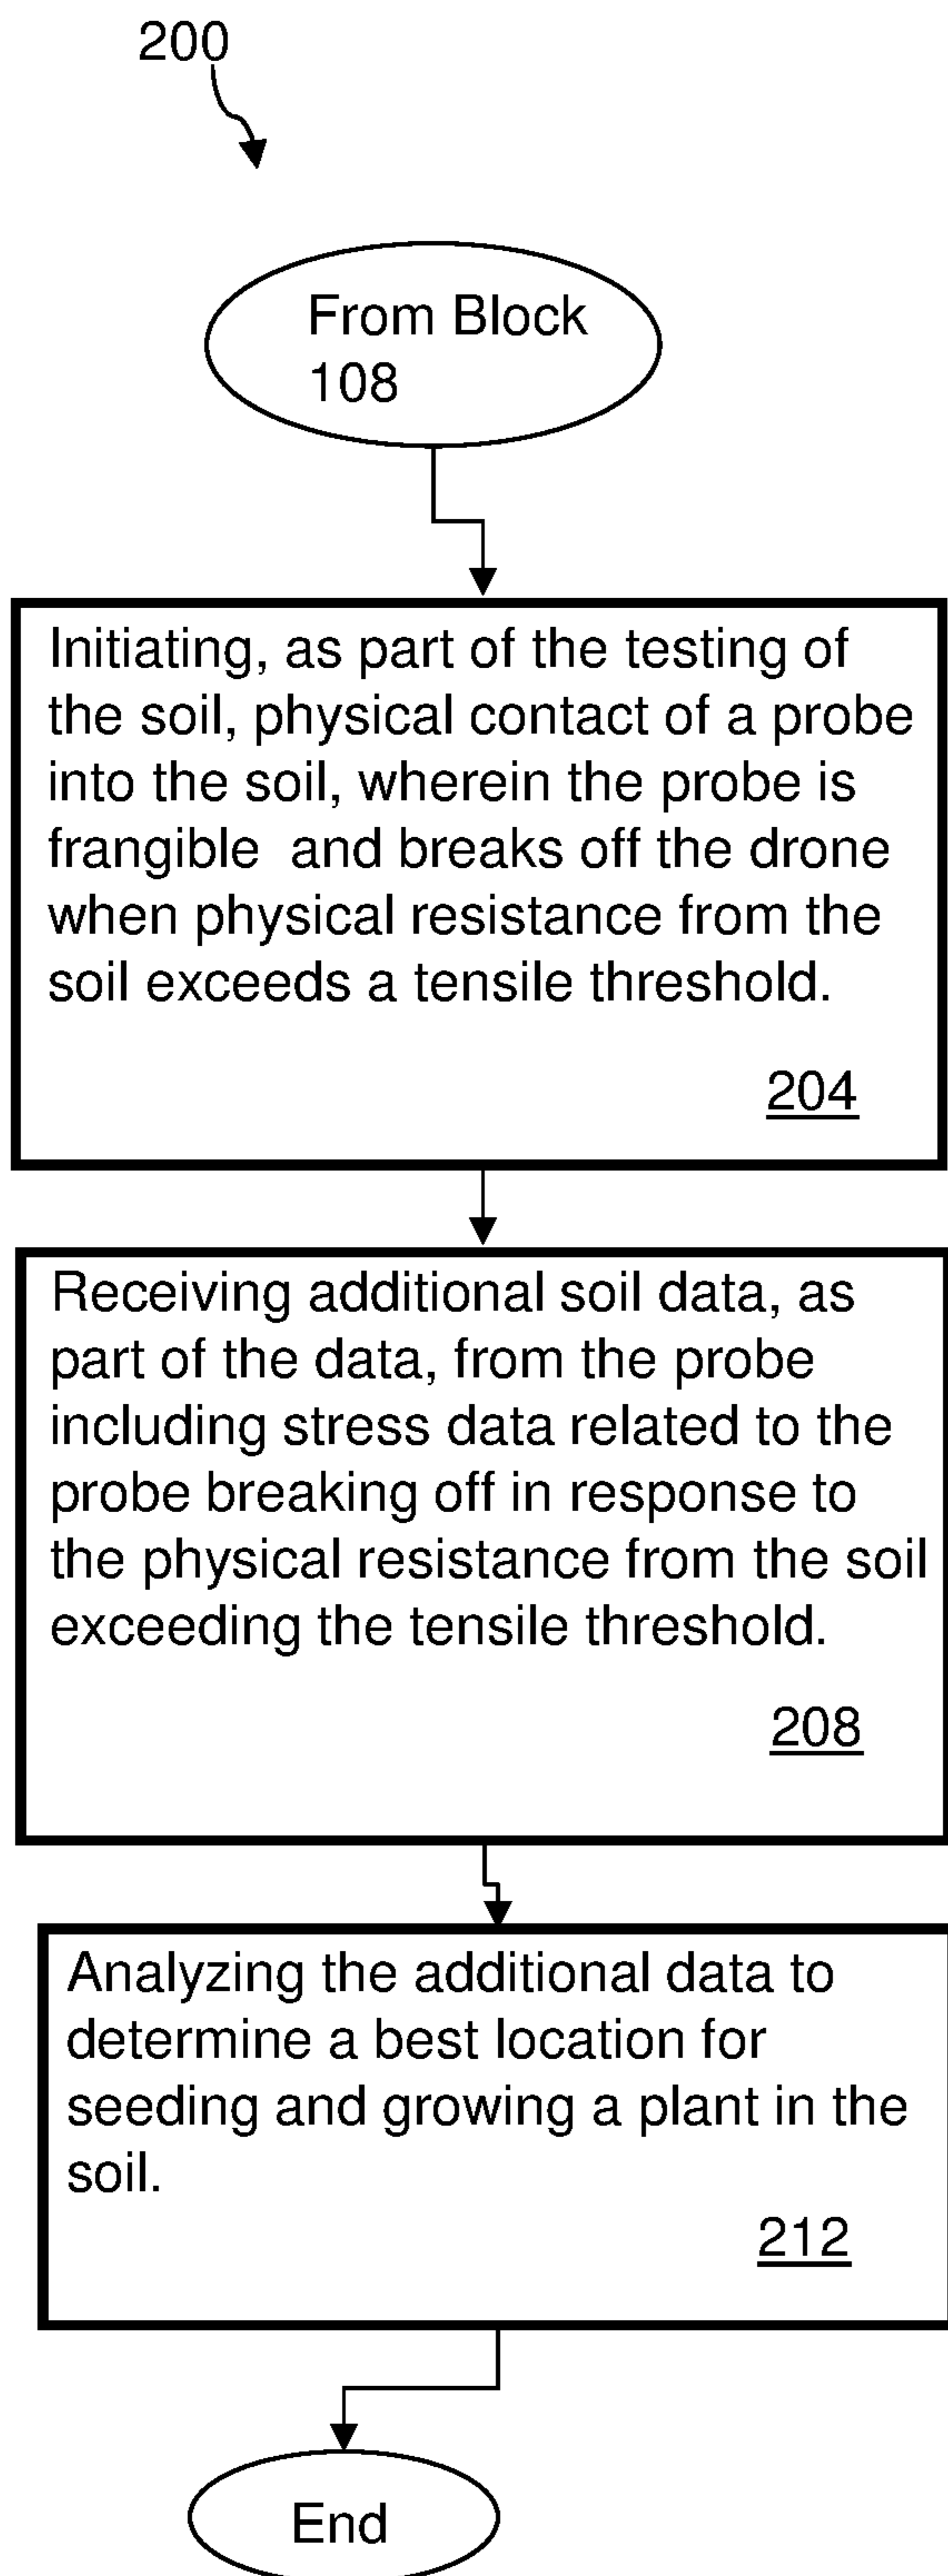 200
From Block
108
Initiating, as part of the testing of
the soil, physical contact of a probe
into the soil, wherein the probe is
frangible  and breaks off the drone
when physical resistance from the
soil exceeds a tensile threshold.
204
Receiving additional soil data, as
part of the data, from the probe
including stress data related to the
probe breaking off in response to
the physical resistance from the soil
exceeding the tensile threshold.
208
Analyzing the additional data to
determine a best location for
seeding and growing a plant in the
soil.
212
End